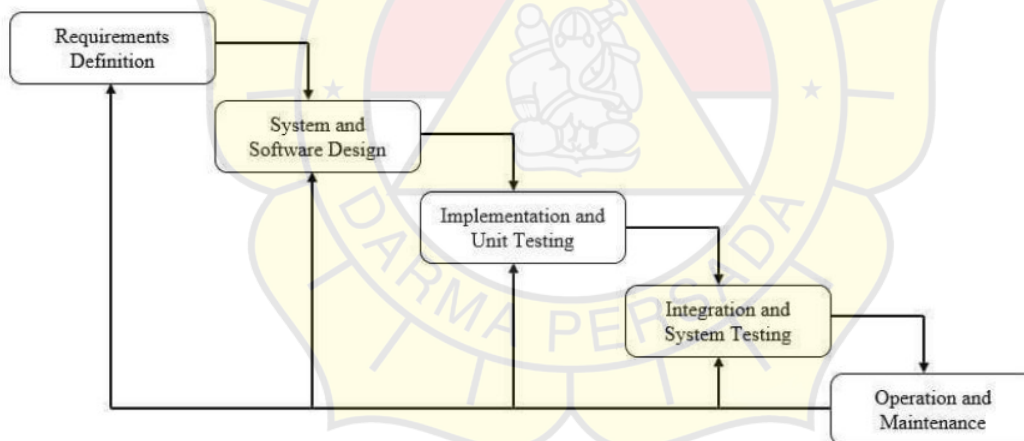 Requirements
Definition
System and
Software Design
Implementation and
Unit Testing
Integration and
System Testing
Operation and
Maintenance
DARMA PERSADA